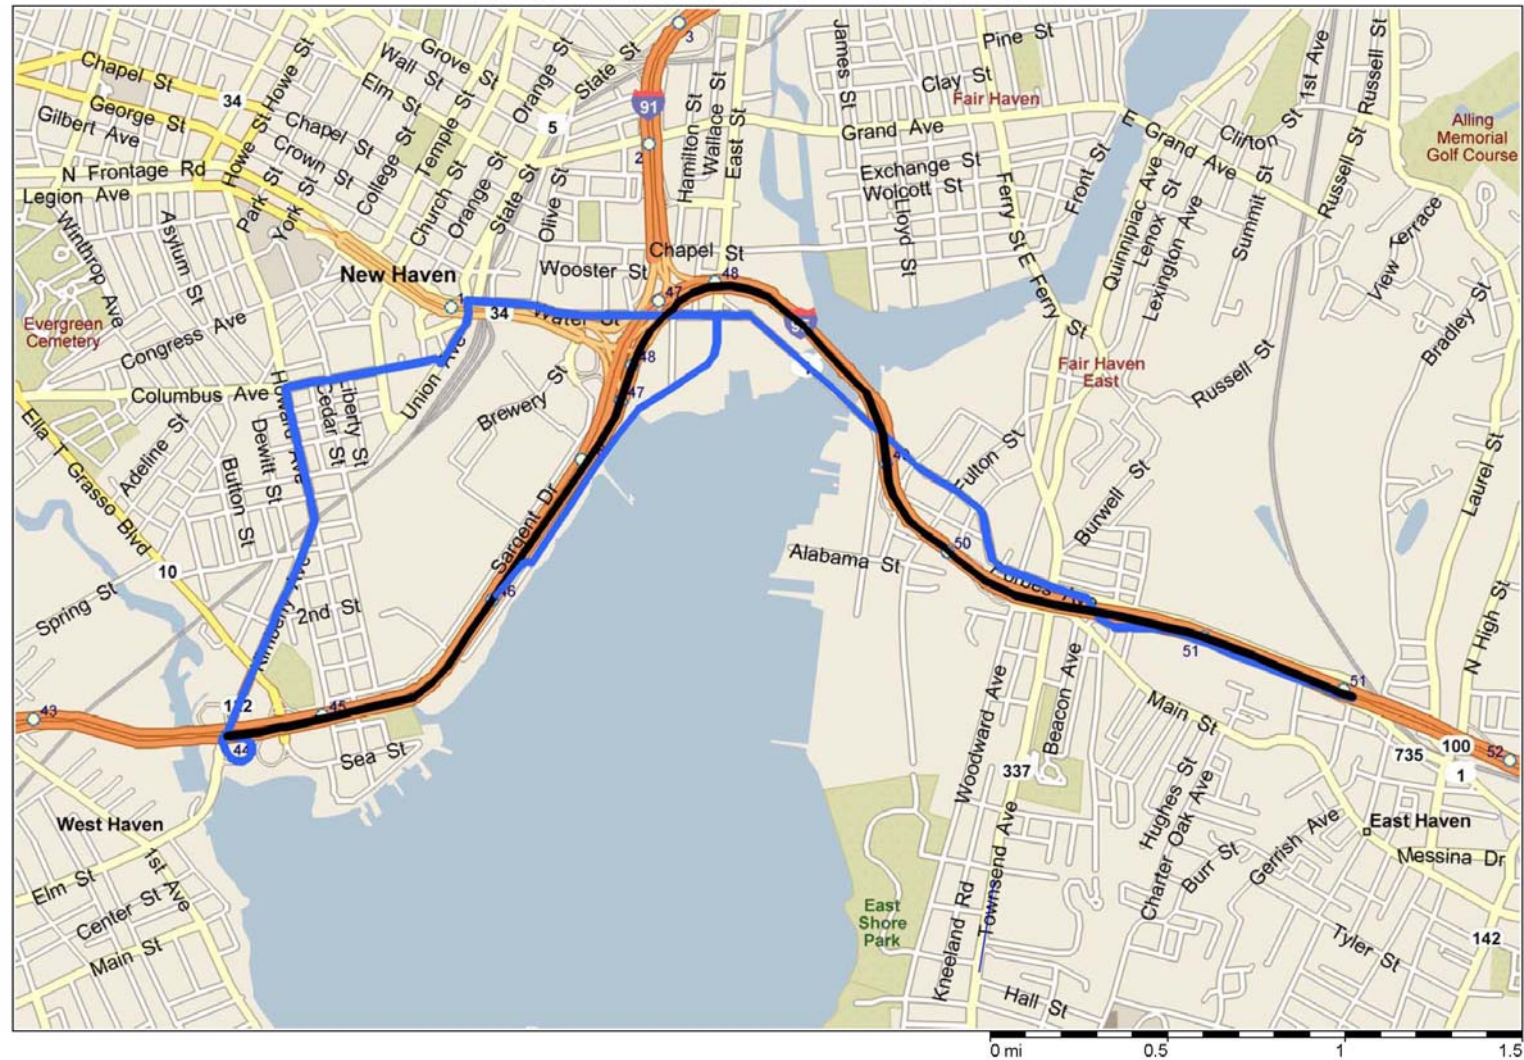 3
Chapel St
Howe St
Wall St
Grove St
Orange St
State St
James St
Pine St
1st Ave
Russell St
34
George St
Elm St
Temple St
5
91
Clay St
Fair Haven
Alling
Memorial
Golf Course
Gilbert Ave
Chapel St
Crown St
College St
Hamilton St
Wallace St
East St
2
Grand Ave
E Grand Ave
Clifton St
N Frontage Rd
Howe St
Legion Ave
Park St
York St
Church St
Orange St
State St
Olive St
Exchange St
Wolcott St
Lloyd St
Ferry St
Front St
Quinnipiac Ave
Lenox St
Lexington Ave
Summit St
Russell St
View Terrace
Winthrop Ave
Asylum St
New Haven
Wooster St
Chapel St
48
47
1
34
Water St
E Ferry St
Bradley St
Evergreen
Cemetery
Congress Ave
Columbus Ave
Howard Ave
Liberty St
Cedar St
Union Ave
Brewery St
48
47
Fair Haven
East
Russell St
Ella T Grasso Blvd
Adeline St
Dewitt St
Button St
Fulton St
Burwell St
Laurel St
Sargent Dr
46
Alabama St
50
Forbes Ave
10
Spring St
Kimberly Ave
2nd St
51
51
N High St
43
45
44
Sea St
Woodward Ave
Beacon Ave
Main St
337
735
100
52
1
West Haven
1st Ave
Elm St
Center St
Main St
East
Shore
Park
Kneeland Rd
Townsend Ave
Hall St
Hughes St
Charter Oak Ave
Burr St
Gerrish Ave
East Haven
Messina Dr
Tyler St
142
0 mi 0.5 1 1.5